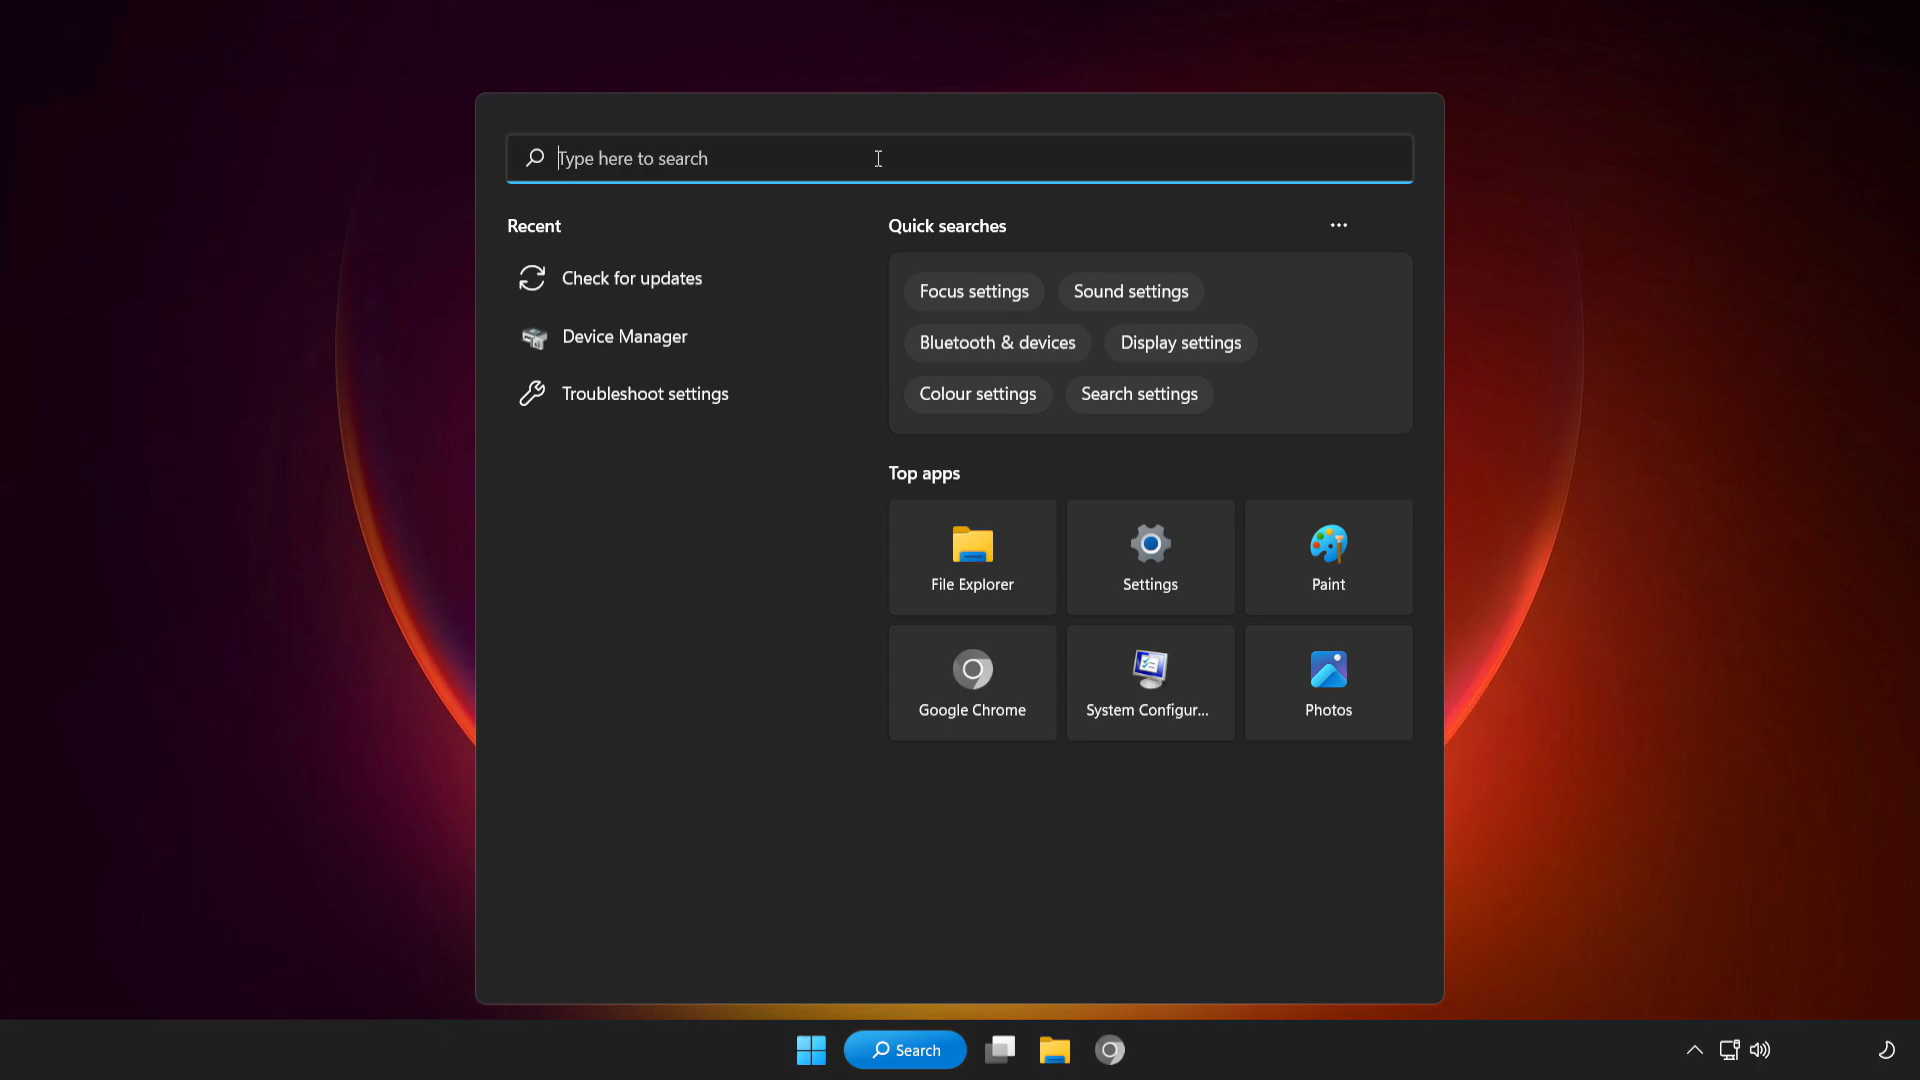 Type here to search
Recent
Quick searches
Check for updates
Device Manager
Troubleshoot settings
Focus settings
Sound settings
Bluetooth & devices
Display settings
Colour settings
Search settings
Top apps
File Explorer
Settings
Paint
Google Chrome
System Configur...
Photos
Search